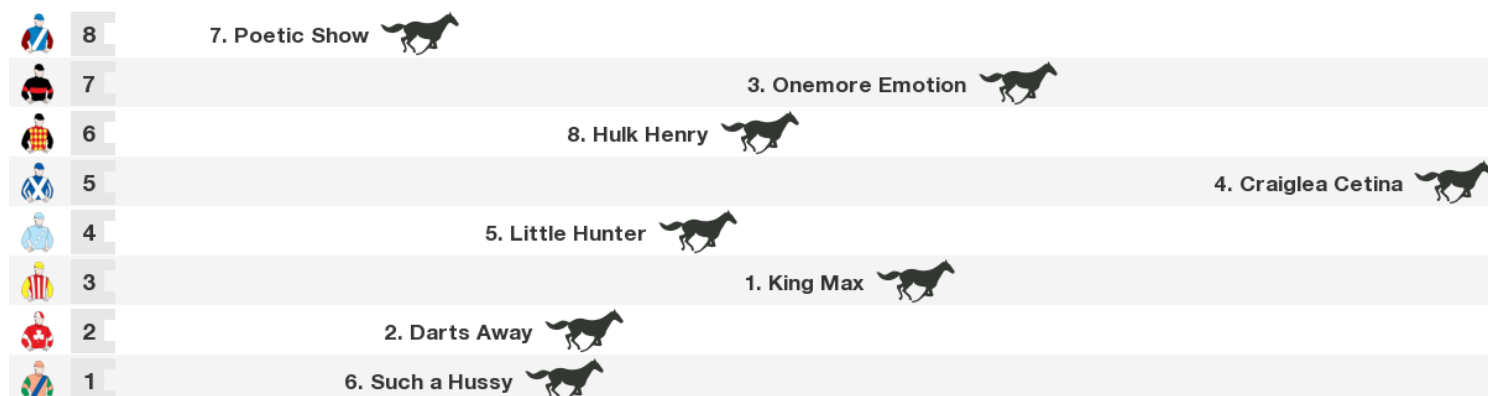 8 7. Poetic Show
7 3. Onemore Emotion
6 8. Hulk Henry
5 4. Craiglea Cetina
4 5. Little Hunter
3 1. King Max
2 2. Darts Away
1 6. Such a Hussy